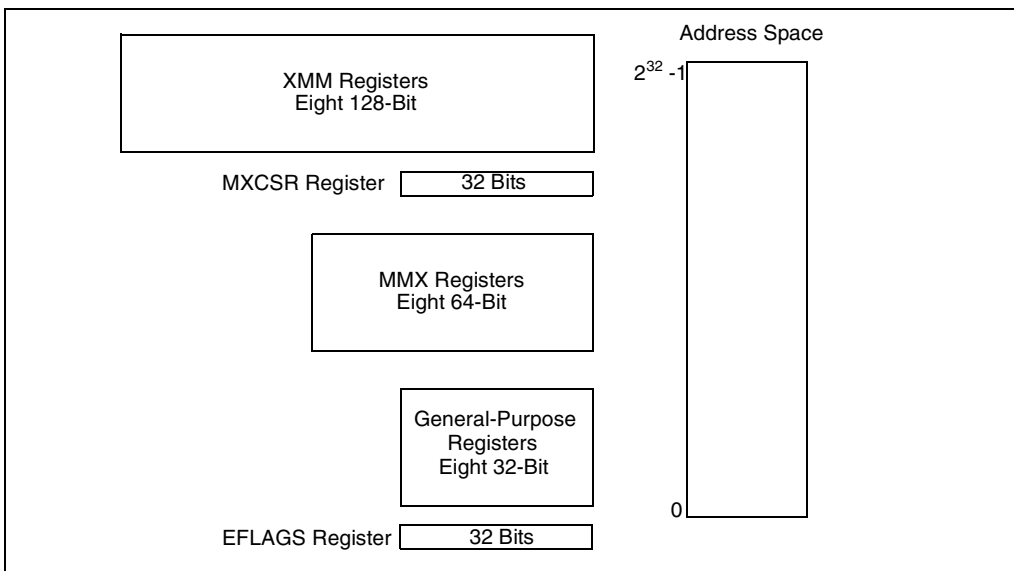 XMM Registers
Eight 128-Bit
MXCSR Register
32 Bits
MMX Registers
Eight 64-Bit
General-Purpose
Registers
Eight 32-Bit
EFLAGS Register
32 Bits
Address Space
2³² -1
0